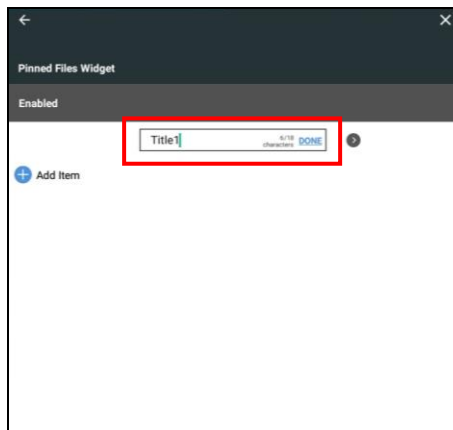 Pinned Files Widget
Enabled
Title1 6/18 characters DONE
Add Item